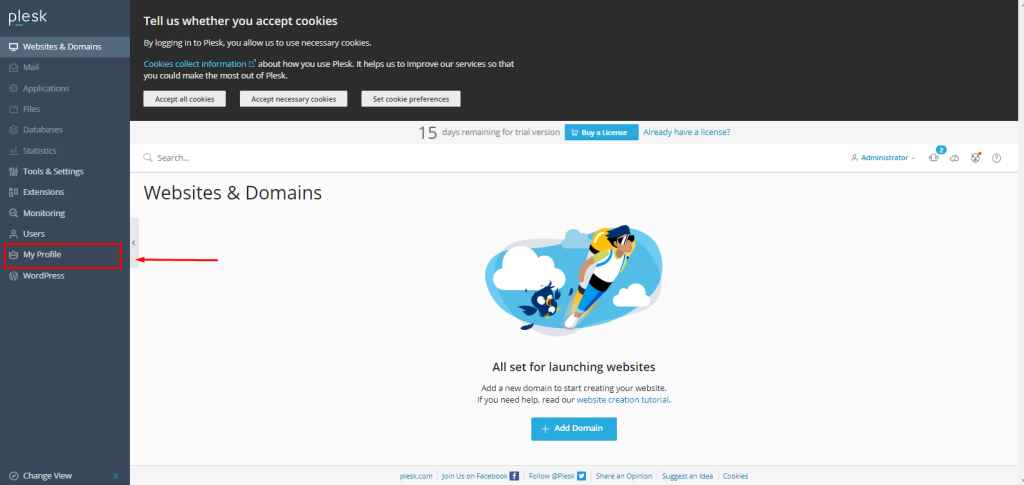 plesk
Websites & Domains
Mail
Applications
Files
Databases
Statistics
Tools & Settings
Extensions
Monitoring
Users
My Profile
WordPress
Change View
Tell us whether you accept cookies
By logging in to Plesk, you allow us to use necessary cookies.
Cookies collect information about how you use Plesk. It helps us to improve our services so that
you could make the most out of Plesk.
Accept all cookies
Accept necessary cookies
Set cookie preferences
15 days remaining for trial version Buy a License Already have a license?
Search... Administrator 2
Websites & Domains
All set for launching websites
Add a new domain to start creating your website.
If you need help, read our website creation tutorial.
+ Add Domain
plesk.com Join Us on Facebook Follow @Plesk Share an Opinion Suggest an Idea Cookies